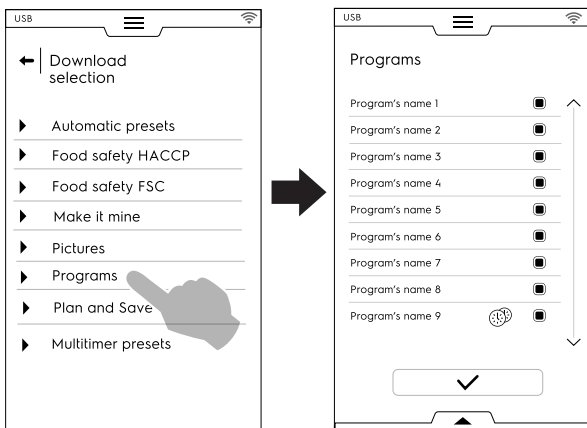 USB
Download
selection
Automatic presets
Food safety HACCP
Food safety FSC
Make it mine
Pictures
Programs
Plan and Save
Multitimer presets
USB
Programs
Program's name 1
Program's name 2
Program's name 3
Program's name 4
Program's name 5
Program's name 6
Program's name 7
Program's name 8
Program's name 9